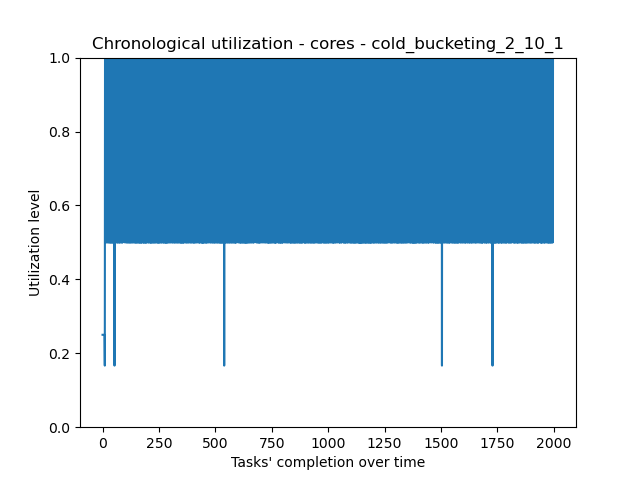 Chronological utilization - cores - cold_bucketing_2_10_1
1.0
0.8
0.6
0.4
0.2
0.0
Utilization level
0 250 500 750 1000 1250 1500 1750 2000
Tasks' completion over time